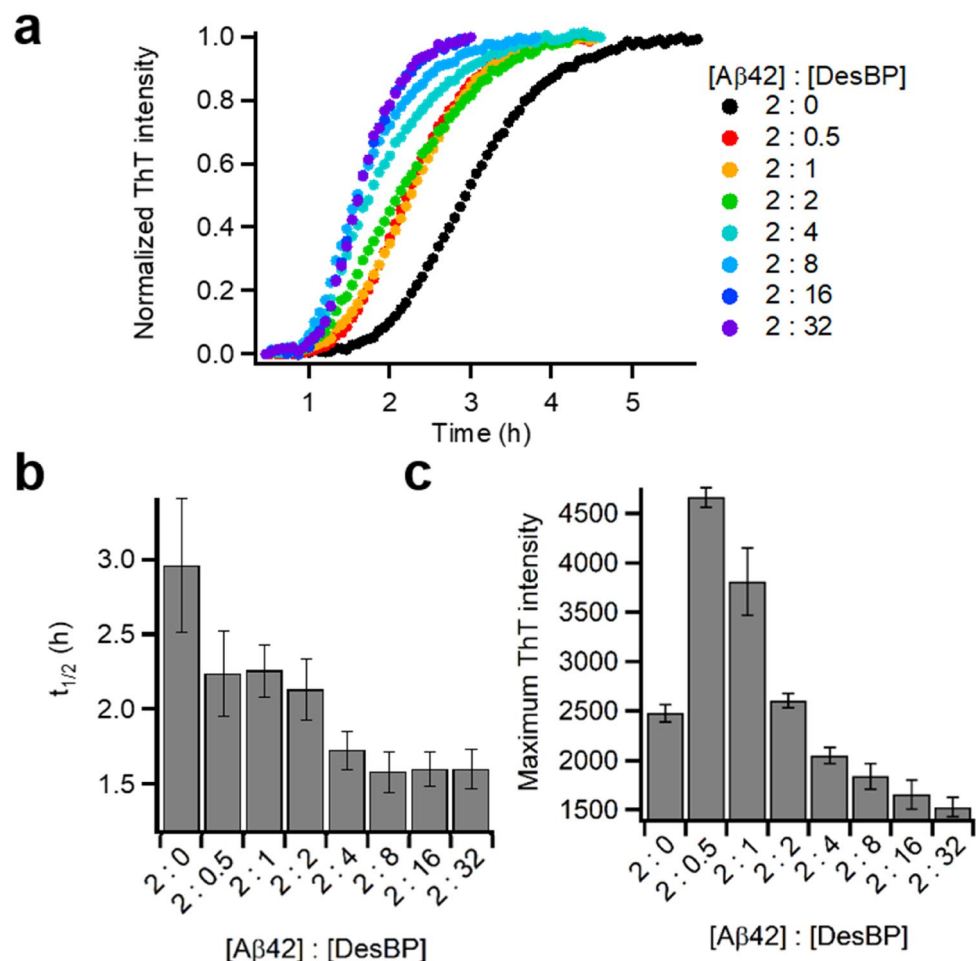 a
Normalized ThT intensity
1.0
0.8
0.6
0.4
0.2
0.0
1 2 3 4 5
Time (h)
[Aβ42] : [DesBP]
2 : 0
2 : 0.5
2 : 1
2 : 2
2 : 4
2 : 8
2 : 16
2 : 32
b
t1/2 (h)
3.0
2.5
2.0
1.5
2 : 0
2 : 0.5
2 : 1
2 : 2
2 : 4
2 : 8
2 : 16
2 : 32
[Aβ42] : [DesBP]
c
Maximum ThT intensity
4500
4000
3500
3000
2500
2000
1500
2 : 0
2 : 0.5
2 : 1
2 : 2
2 : 4
2 : 8
2 : 16
2 : 32
[Aβ42] : [DesBP]